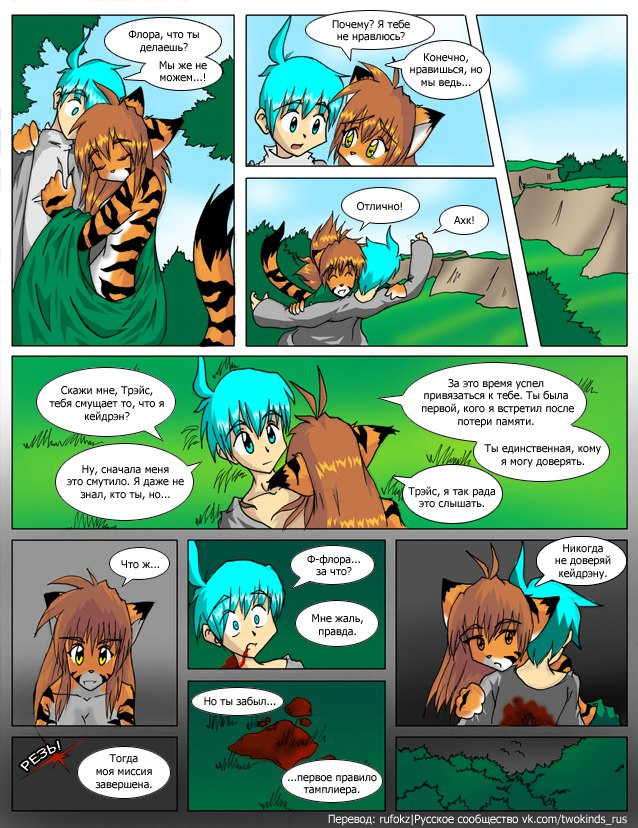 Флора, что ты
делаешь?
Мы же не
можем...!
Почему? Я тебе
не нравлюсь?
Конечно,
нравишься, но
мы ведь...
Отлично!
Ахк!
Скажи мне, Трэйс,
тебя смущает то, что я
кейдрэн?
Ну, сначала меня
это смутило. Я даже не
знал, кто ты, но...
За это время успел
привязаться к тебе. Ты была
первой, кого я встретил после
потери памяти.
Ты единственная, кому
я могу доверять.
Трэйс, я так рада
это слышать.
Что ж...
РЕЗЬ!
Тогда
моя миссия
завершена.
Ф-флора...
за что?
Мне жаль,
правда.
Но ты забыл...
...первое правило
тамплиера.
Никогда
не доверяй
кейдрэну.
Перевод: rufokz|Русское сообщество vk.com/twokinds_rus